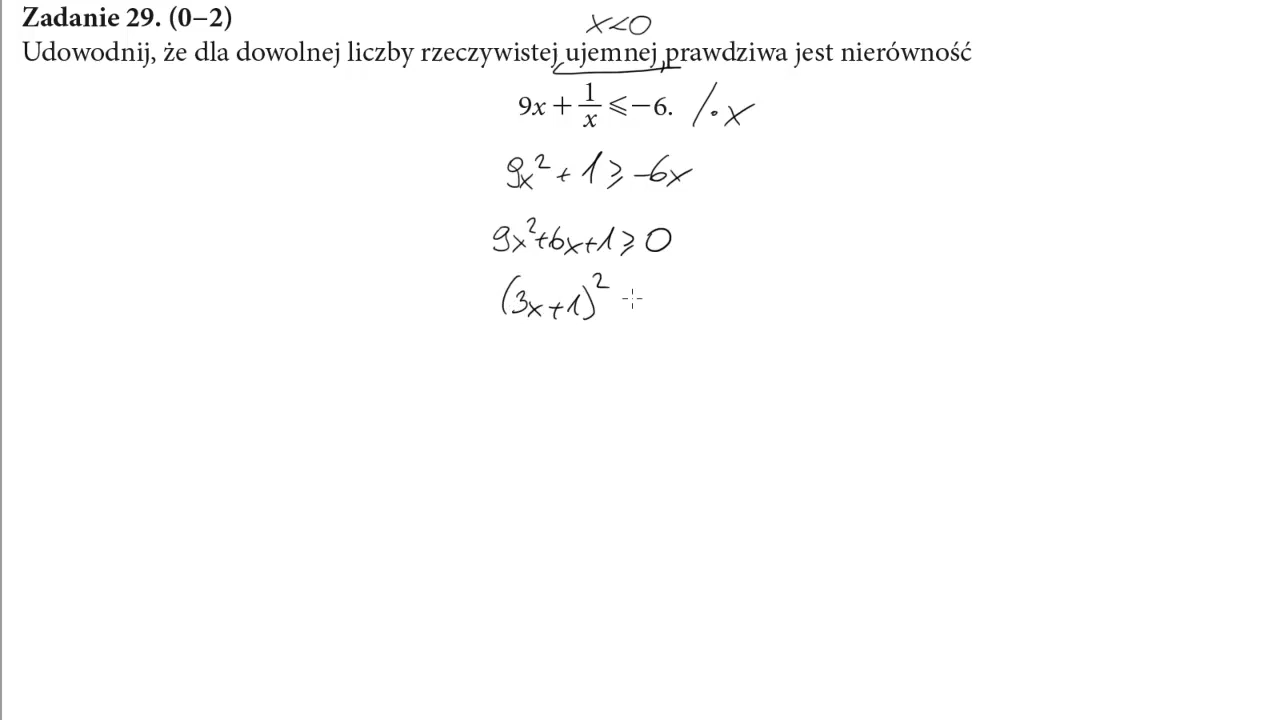 Zadanie 29. (0–2)
x<0
Udowodnij, że dla dowolnej liczby rzeczywistej ujemnej prawdziwa jest nierówność
9x + 1/x ⩽ −6. /·x
9x² + 1 ⩾ −6x
9x² + 6x + 1 ⩾ 0
(3x+1)²